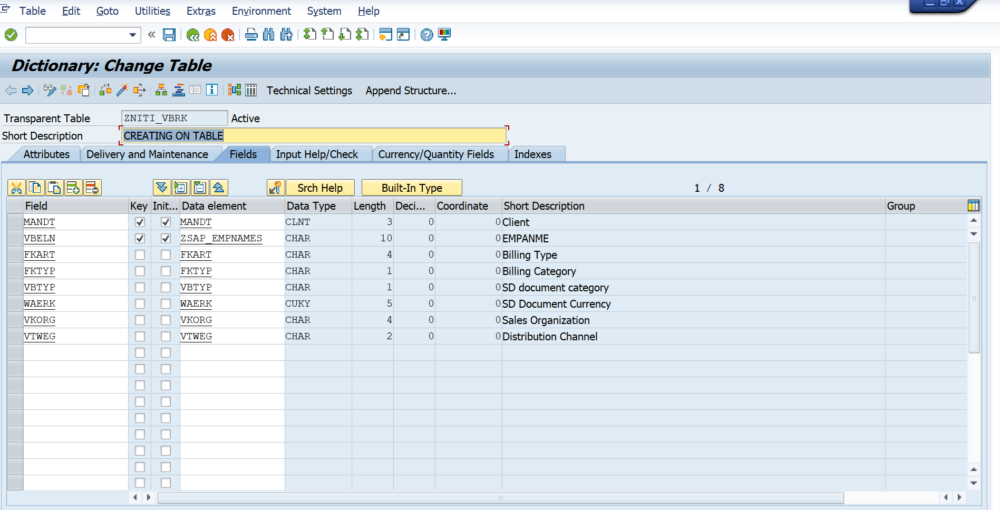 Table Edit Goto Utilities Extras Environment System Help
Dictionary: Change Table
Technical Settings Append Structure...
Transparent Table ZNITI_VBRK Active
Short Description CREATING ON TABLE
Attributes Delivery and Maintenance Fields Input Help/Check Currency/Quantity Fields Indexes
Srch Help Built-In Type 1 / 8
Field Key Init... Data element Data Type Length Deci... Coordinate Short Description Group
MANDT MANDT CLNT 3 0 0 Client
VBELN ZSAP_EMPNAMES CHAR 10 0 0 EMPANME
FKART FKART CHAR 4 0 0 Billing Type
FKTYP FKTYP CHAR 1 0 0 Billing Category
VBTYP VBTYP CHAR 1 0 0 SD document category
WAERK WAERK CUKY 5 0 0 SD Document Currency
VKORG VKORG CHAR 4 0 0 Sales Organization
VTWEG VTWEG CHAR 2 0 0 Distribution Channel